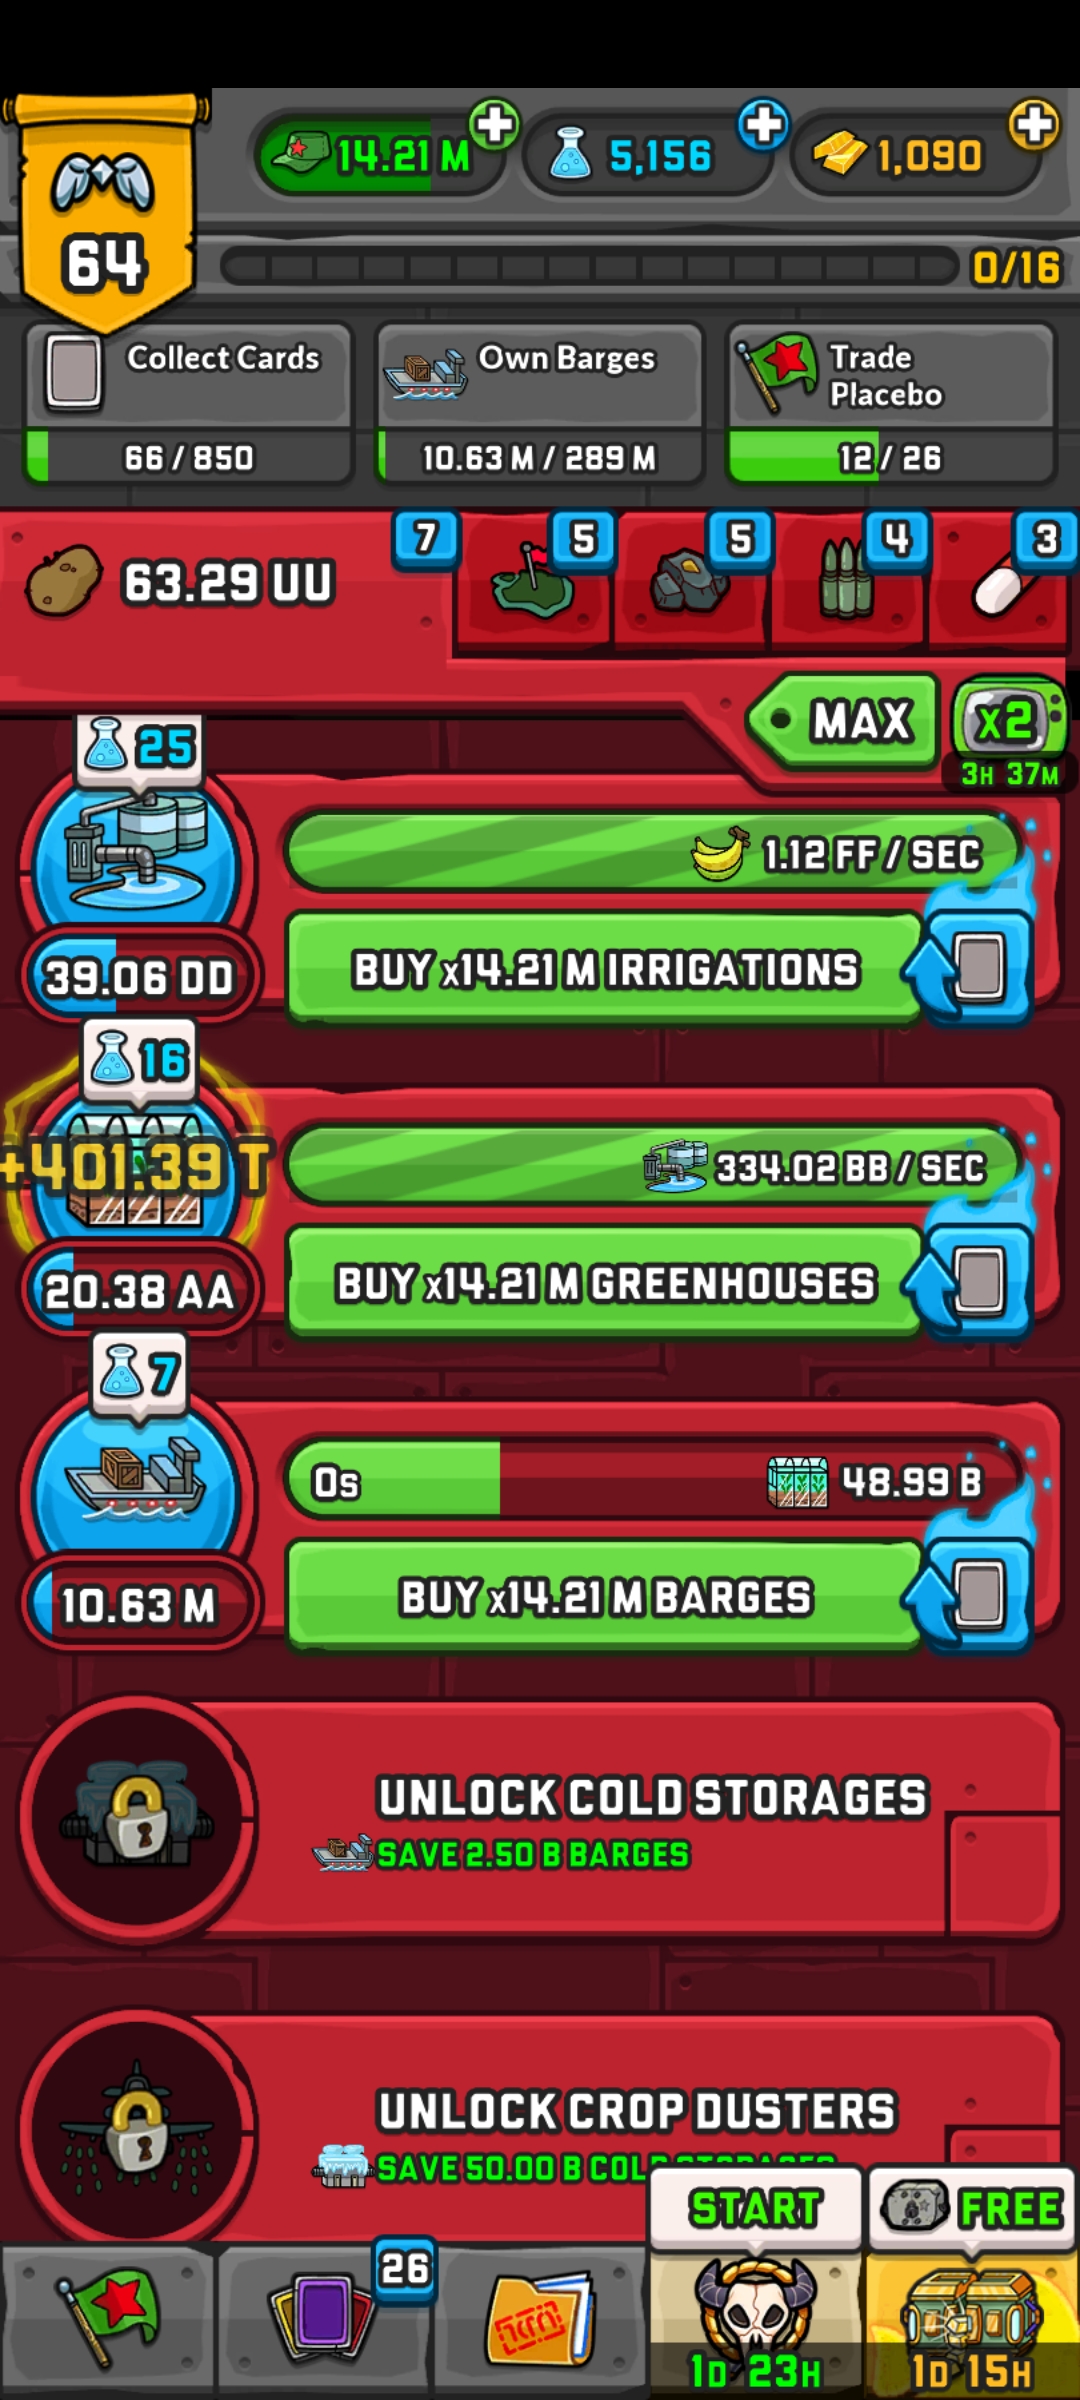 14.21 M
5,156
1,090
64
0/16
Collect Cards
66 / 850
Own Barges
10.63 M / 289 M
Trade
Placebo
12 / 26
63.29 UU
7
5
5
4
3
MAX
x2
3H 37M
25
1.12 FF / SEC
39.06 DD
BUY x14.21 M IRRIGATIONS
16
+401.39 T
334.02 BB / SEC
20.38 AA
BUY x14.21 M GREENHOUSES
7
0s
48.99 B
10.63 M
BUY x14.21 M BARGES
UNLOCK COLD STORAGES
SAVE 2.50 B BARGES
UNLOCK CROP DUSTERS
SAVE 50.00 B COLD STORAGES
START
FREE
26
1D 23H
1D 15H